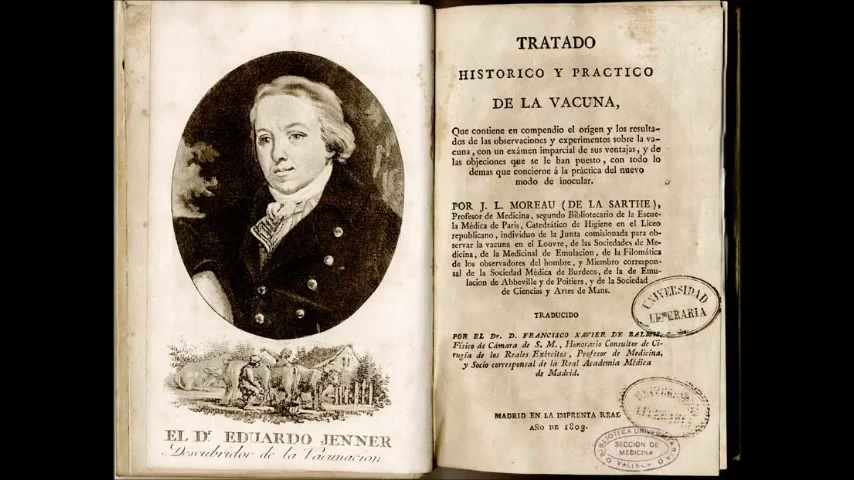 EL Dr. EDUARDO JENNER
Descubridor de la Vacunacion
TRATADO
HISTORICO Y PRACTICO
DE LA VACUNA,
Que contiene en compendio el orígen y los resulta-
dos de las observaciones y experimentos sobre la va-
cuna, con un exámen imparcial de sus ventajas, y de
las objeciones que se le han puesto, con todo lo
demas que concierne á la práctica del nuevo
modo de inocular.
POR J. L. MOREAU (DE LA SARTHE),
Profesor de Medicina, segundo Bibliotecario de la Escue-
la Médica de Paris, Catedrático de Higiene en el Liceo
republicano, individuo de la Junta comisionada para ob-
servar la vacuna en el Louvre, de las Sociedades de Me-
dicina, de la Medicinal de Emulacion, de la Filomática
de los observadores del hombre, y Miembro correspon-
sal de la Sociedad Médica de Burdeos, de la de Emu-
lacion de Abbeville y de Poitiers, y de la Sociedad
de Ciencias y Artes de Mans.
TRADUCIDO
POR EL Dr. D. FRANCISCO XAVIER DE BALMIS,
Físico de Cámara de S. M., Honorario Consultor de Ci-
rugía de los Reales Exércitos, Profesor de Medicina,
y Socio corresponsal de la Real Academia Médica
de Madrid.
MADRID EN LA IMPRENTA REAL
AÑO DE 1803.
UNIVERSIDAD
LITERARIA
BIBLIOTECA UNIVERSITARIA
SECCION DE
MEDICINA
VALENCIA